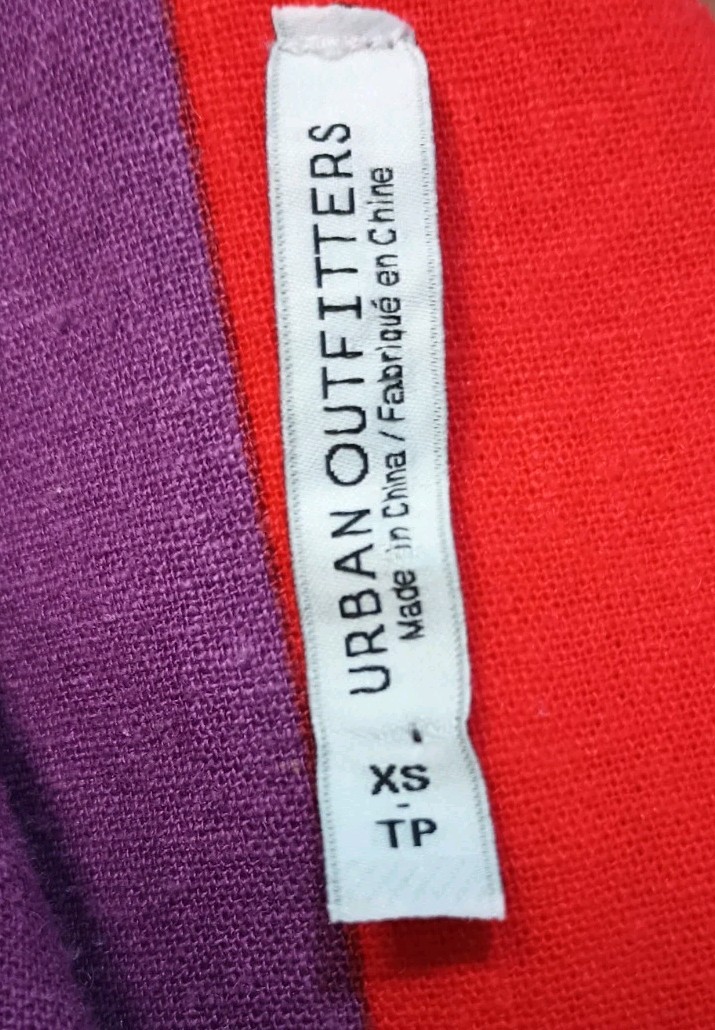 URBAN OUTFITTERS
Made in China / Fabriqué en Chine
XS
-
TP